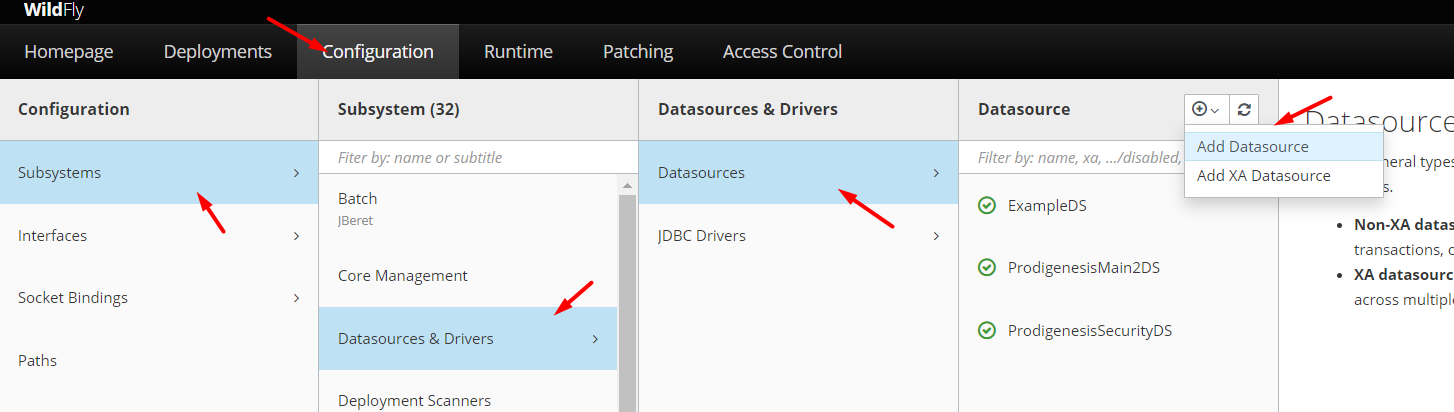 WildFly
Homepage Deployments Configuration Runtime Patching Access Control
Configuration
Subsystems
Interfaces
Socket Bindings
Paths
Subsystem (32)
Fiter by: name or subtitle
Batch
JBeret
Core Management
Datasources & Drivers
Deployment Scanners
Datasources & Drivers
Datasources
JDBC Drivers
Datasource
Filter by: name, xa, .../disabled,
Add Datasource
Add XA Datasource
ExampleDS
ProdigenesisMain2DS
ProdigenesisSecurityDS
Datasource
neral types
s.
• Non-XA datas
transactions, o
• XA datasourc
across multiple